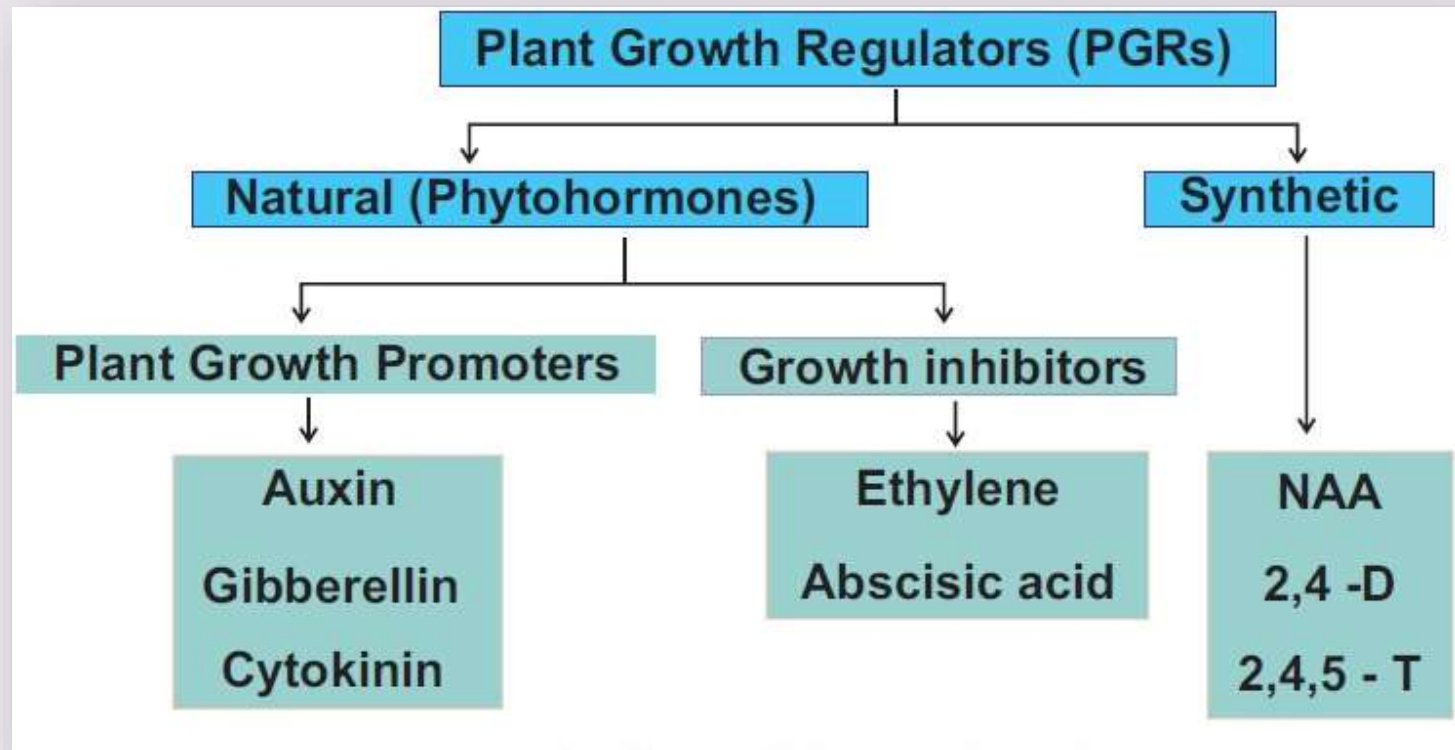 Plant Growth Regulators (PGRs)
Natural (Phytohormones)
Synthetic
Plant Growth Promoters
Growth inhibitors
Auxin
Gibberellin
Cytokinin
Ethylene
Abscisic acid
NAA
2,4 -D
2,4,5 - T